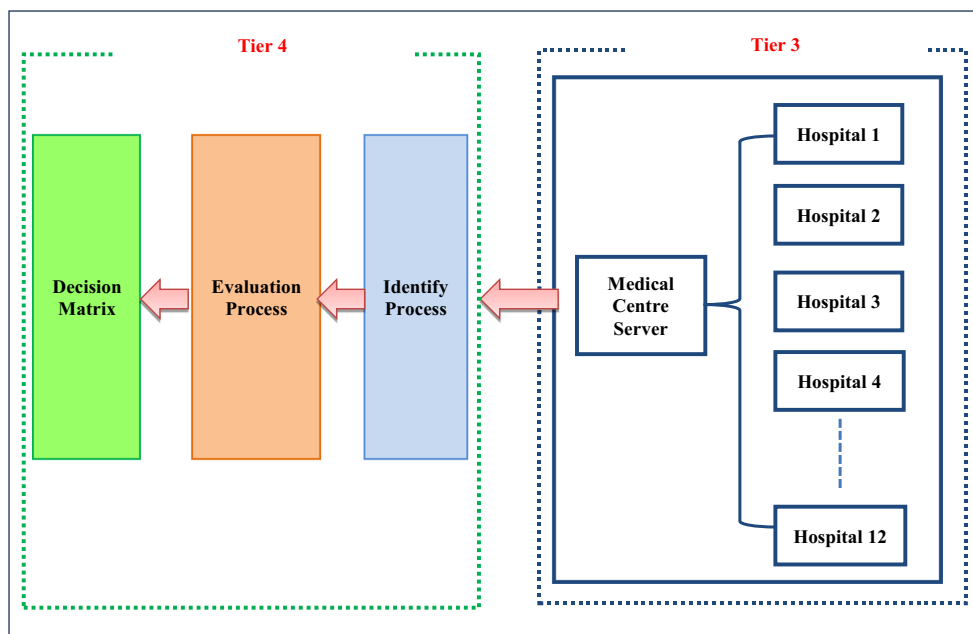 Tier 4
Tier 3
Decision
Matrix
Evaluation
Process
Identify
Process
Medical
Centre
Server
Hospital 1
Hospital 2
Hospital 3
Hospital 4
Hospital 12